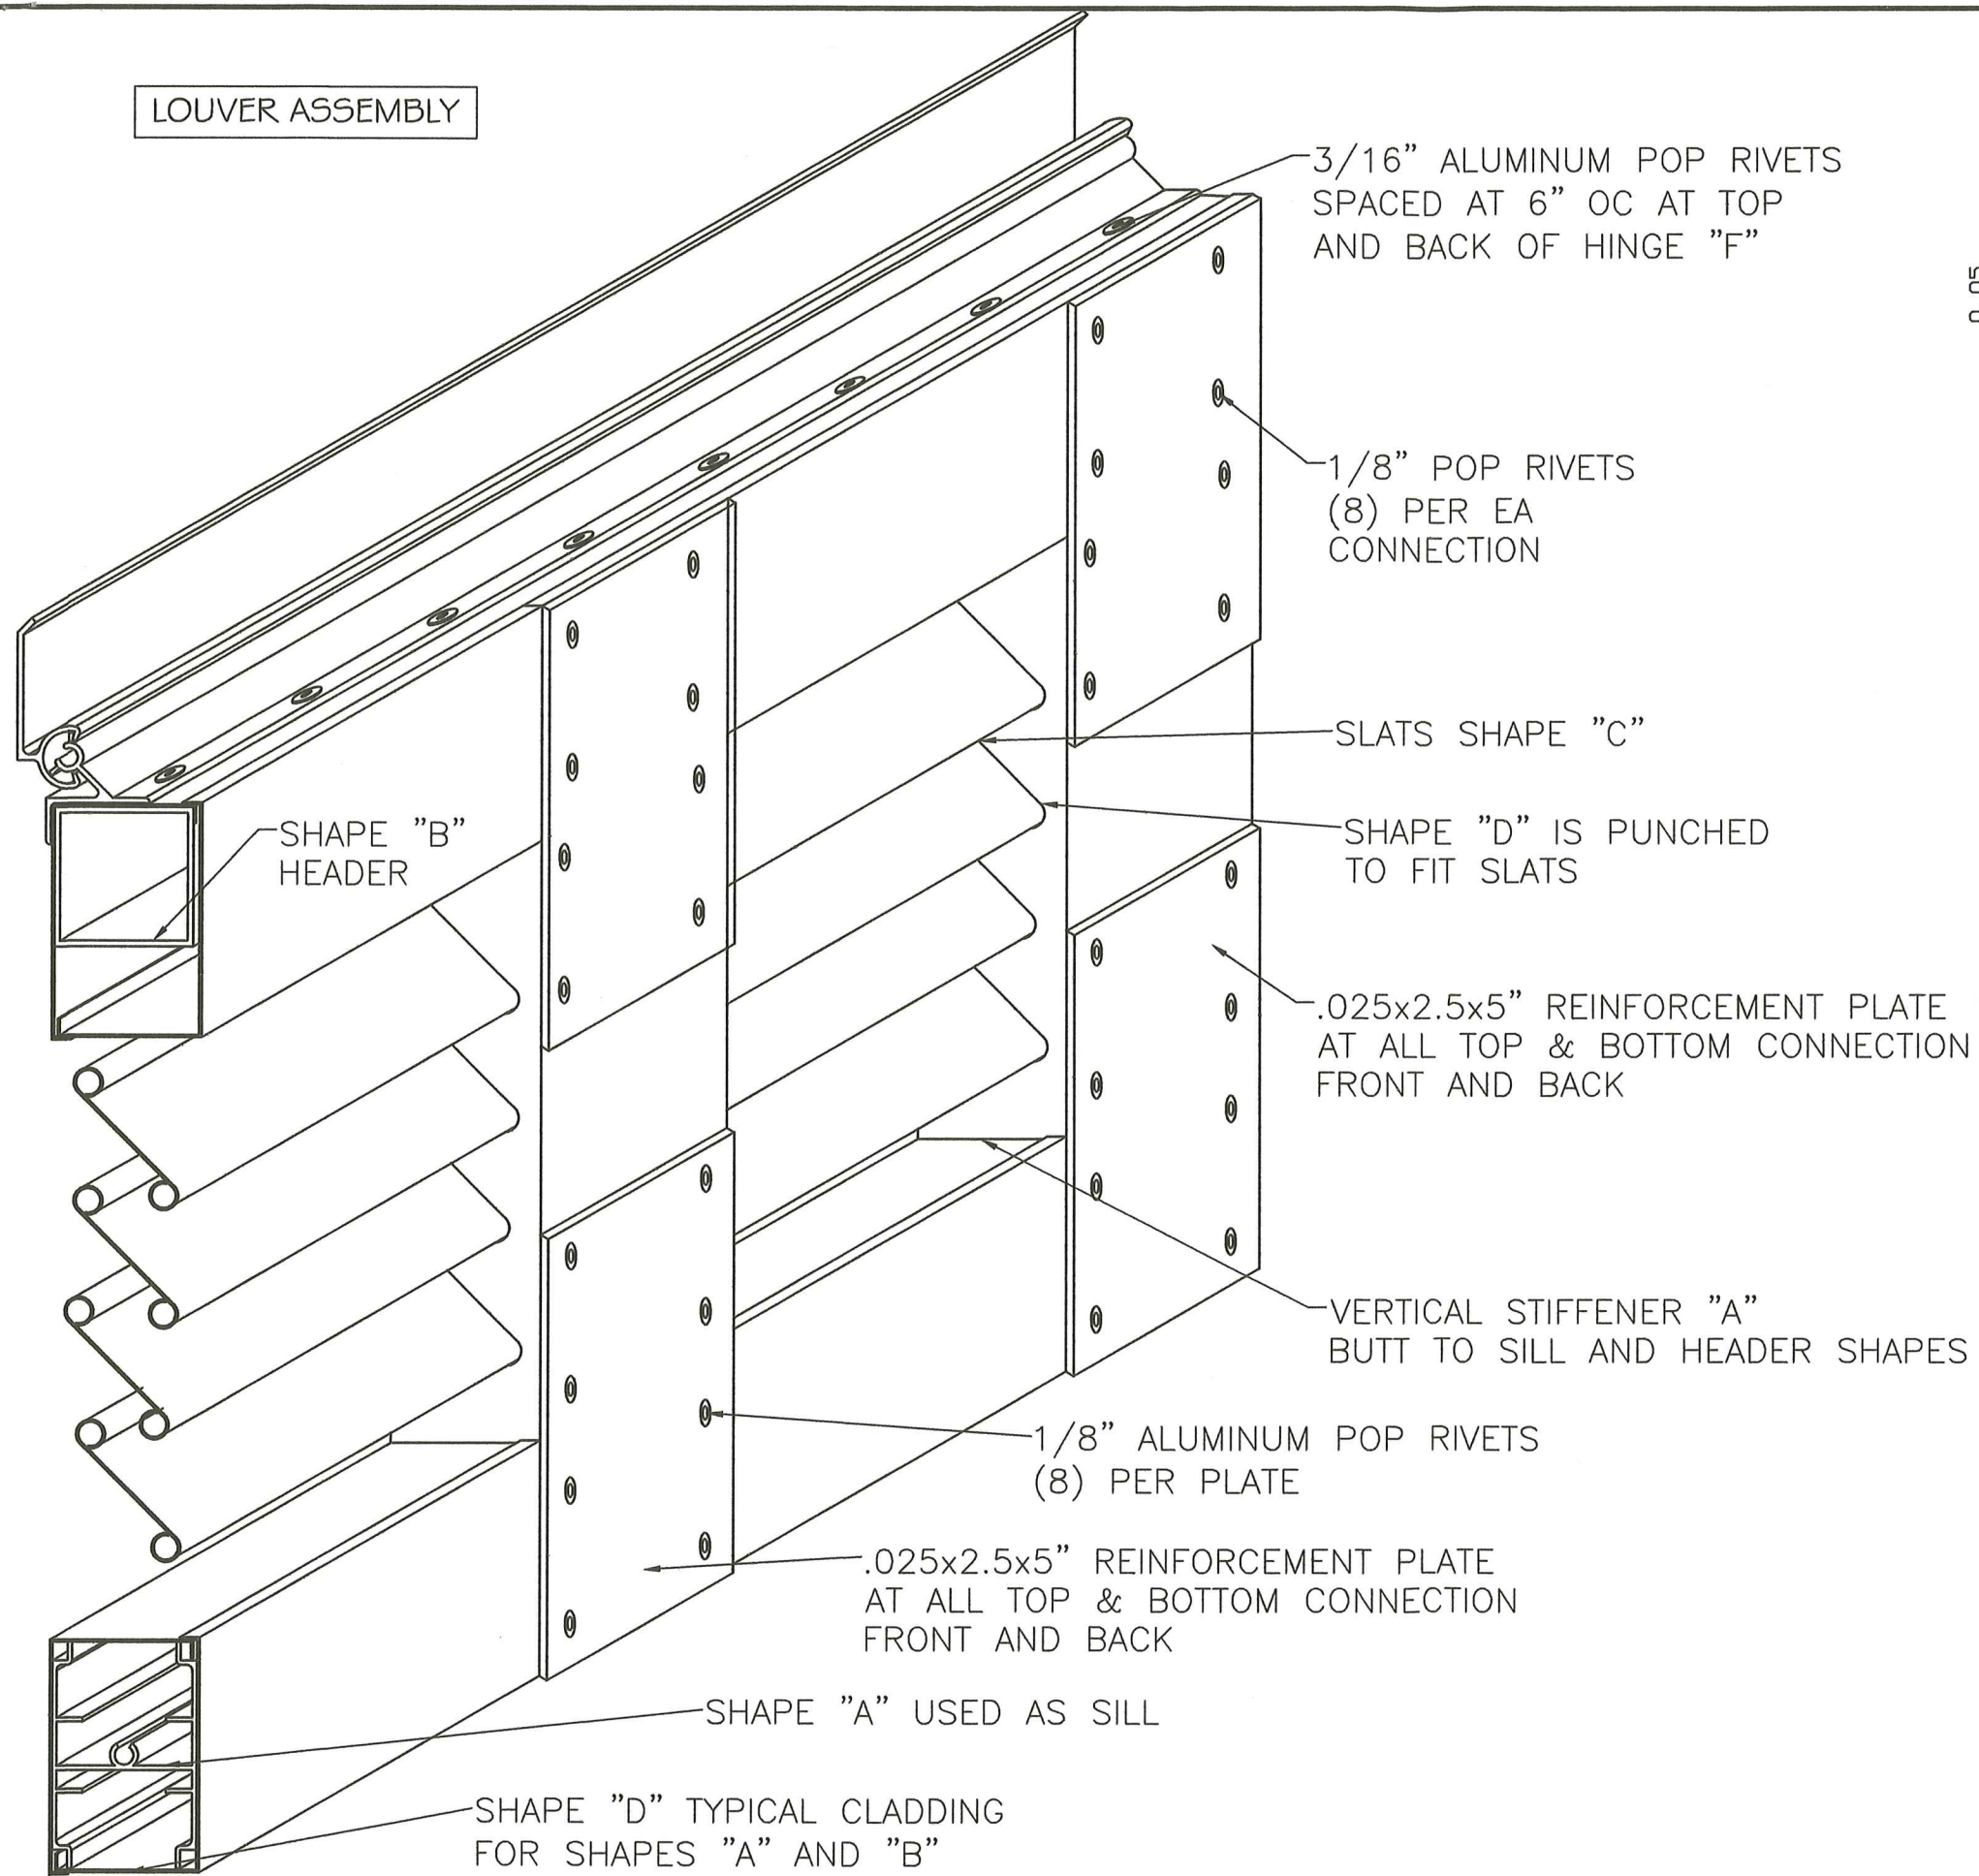 LOUVER ASSEMBLY
3/16" ALUMINUM POP RIVETS
SPACED AT 6" OC AT TOP
AND BACK OF HINGE "F"
0.05
1/8" POP RIVETS
(8) PER EA
CONNECTION
SLATS SHAPE "C"
SHAPE "B"
HEADER
SHAPE "D" IS PUNCHED
TO FIT SLATS
.025x2.5x5" REINFORCEMENT PLATE
AT ALL TOP & BOTTOM CONNECTION
FRONT AND BACK
VERTICAL STIFFENER "A"
BUTT TO SILL AND HEADER SHAPES
1/8" ALUMINUM POP RIVETS
(8) PER PLATE
.025x2.5x5" REINFORCEMENT PLATE
AT ALL TOP & BOTTOM CONNECTION
FRONT AND BACK
SHAPE "A" USED AS SILL
SHAPE "D" TYPICAL CLADDING
FOR SHAPES "A" AND "B"